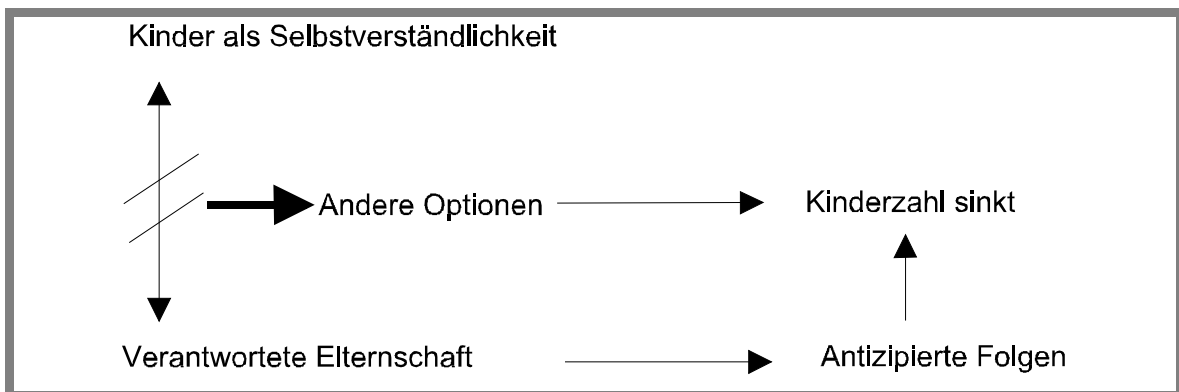 Kinder als Selbstverständlichkeit
Andere Optionen
Kinderzahl sinkt
Verantwortete Elternschaft
Antizipierte Folgen